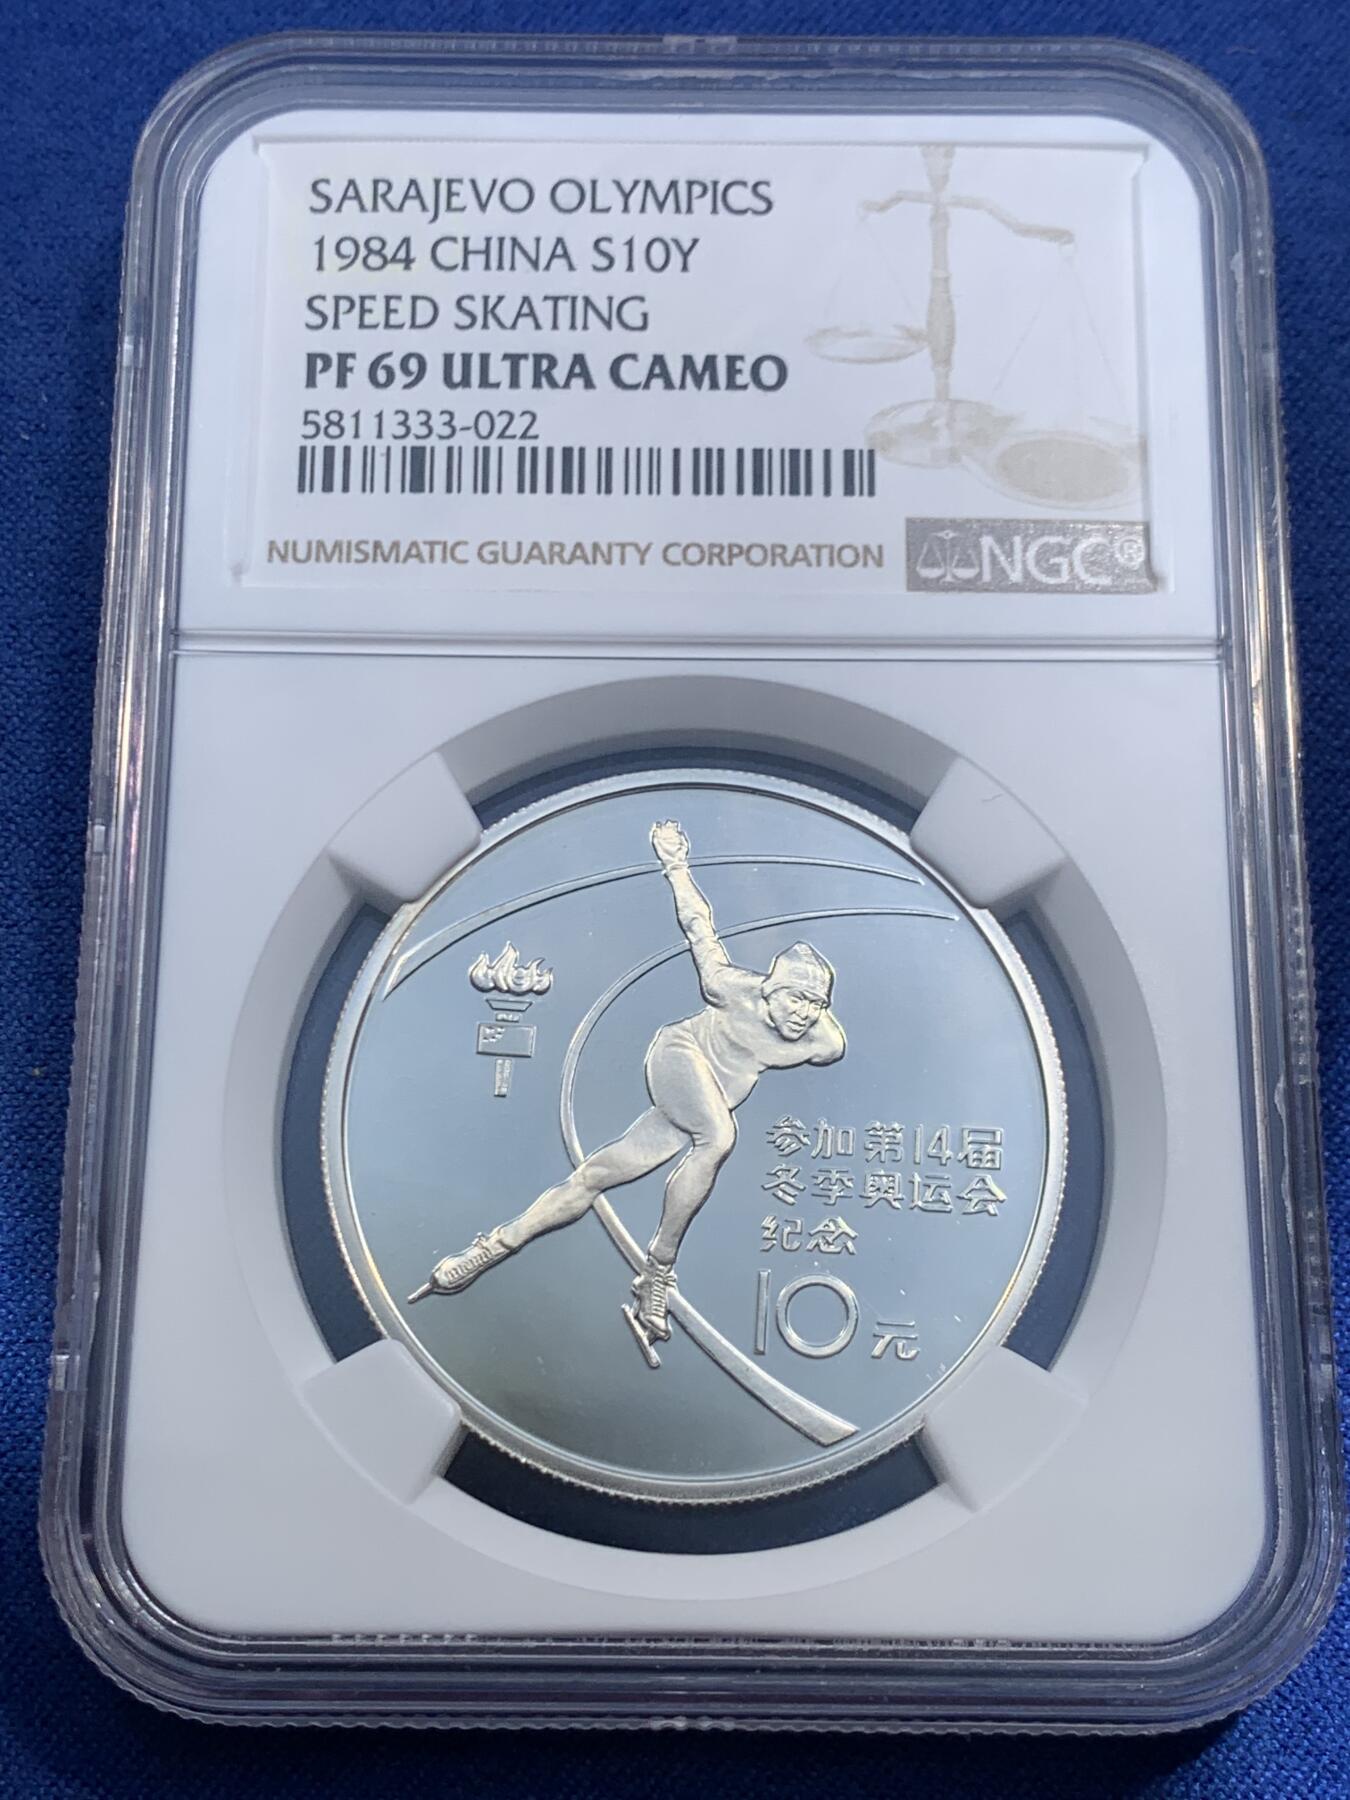 SARAJEVO OLYMPICS
1984 CHINA S10Y
SPEED SKATING
PF 69 ULTRA CAMEO
5811333-022
NUMISMATIC GUARANTY CORPORATION
NGC®
参加第14届
冬季奥运会
纪念
10元